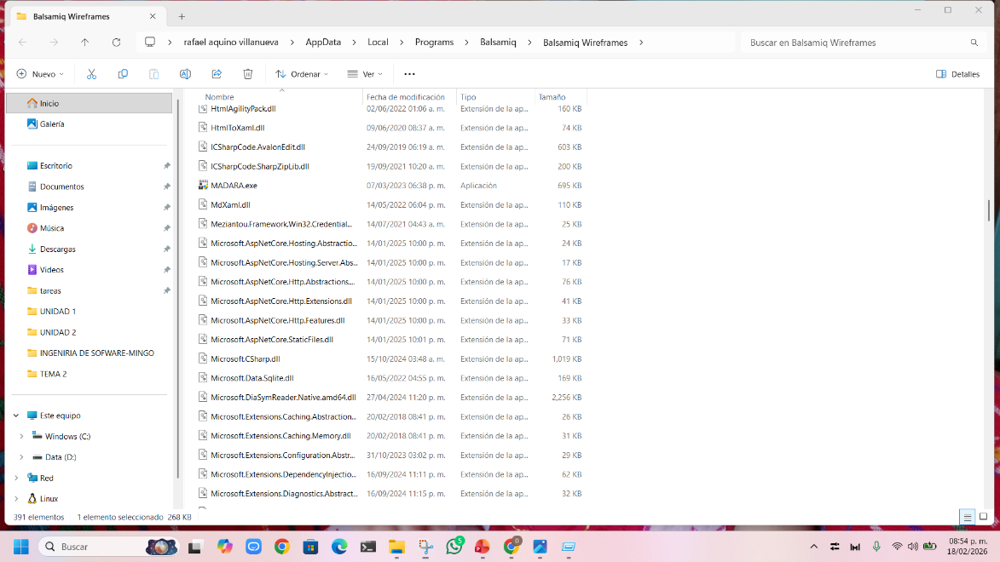 Balsamiq Wireframes
rafael aquino villanueva > AppData > Local > Programs > Balsamiq > Balsamiq Wireframes >
Buscar en Balsamiq Wireframes
Nuevo
Ordenar
Ver
Detalles
Inicio
Galería
Escritorio
Documentos
Imágenes
Música
Descargas
Videos
tareas
UNIDAD 1
UNIDAD 2
INGENIRIA DE SOFWARE-MINGO
TEMA 2
Este equipo
Windows (C:)
Data (D:)
Red
Linux
Nombre Fecha de modificación Tipo Tamaño
HtmlAgilityPack.dll 02/06/2022 01:06 a. m. Extensión de la ap... 160 KB
HtmlToXaml.dll 09/06/2020 08:37 a. m. Extensión de la ap... 74 KB
ICSharpCode.AvalonEdit.dll 24/09/2019 06:19 a. m. Extensión de la ap... 603 KB
ICSharpCode.SharpZipLib.dll 19/09/2021 10:20 a. m. Extensión de la ap... 200 KB
MADARA.exe 07/03/2023 06:38 p. m. Aplicación 695 KB
MdXaml.dll 14/05/2022 06:04 p. m. Extensión de la ap... 110 KB
Meziantou.Framework.Win32.Credential... 14/07/2021 04:43 a. m. Extensión de la ap... 25 KB
Microsoft.AspNetCore.Hosting.Abstractio... 14/01/2025 10:00 p. m. Extensión de la ap... 24 KB
Microsoft.AspNetCore.Hosting.Server.Abs... 14/01/2025 10:00 p. m. Extensión de la ap... 17 KB
Microsoft.AspNetCore.Http.Abstractions.... 14/01/2025 10:00 p. m. Extensión de la ap... 76 KB
Microsoft.AspNetCore.Http.Extensions.dll 14/01/2025 10:00 p. m. Extensión de la ap... 41 KB
Microsoft.AspNetCore.Http.Features.dll 14/01/2025 10:00 p. m. Extensión de la ap... 33 KB
Microsoft.AspNetCore.StaticFiles.dll 14/01/2025 10:01 p. m. Extensión de la ap... 71 KB
Microsoft.CSharp.dll 15/10/2024 03:48 a. m. Extensión de la ap... 1,019 KB
Microsoft.Data.Sqlite.dll 16/05/2022 04:55 p. m. Extensión de la ap... 169 KB
Microsoft.DiaSymReader.Native.amd64.dll 27/04/2024 11:20 p. m. Extensión de la ap... 2,256 KB
Microsoft.Extensions.Caching.Abstraction... 20/02/2018 08:41 p. m. Extensión de la ap... 26 KB
Microsoft.Extensions.Caching.Memory.dll 20/02/2018 08:41 p. m. Extensión de la ap... 31 KB
Microsoft.Extensions.Configuration.Abstr... 31/10/2023 03:02 p. m. Extensión de la ap... 29 KB
Microsoft.Extensions.DependencyInjectio... 16/09/2024 11:11 p. m. Extensión de la ap... 62 KB
Microsoft.Extensions.Diagnostics.Abstract... 16/09/2024 11:15 p. m. Extensión de la ap... 32 KB
391 elementos 1 elemento seleccionado 268 KB
Buscar
5
D
08:54 p. m.
18/02/2026